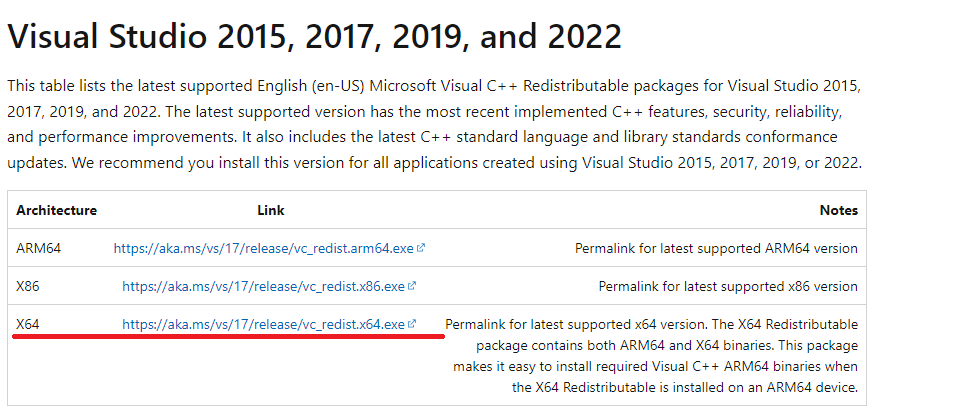 Visual Studio 2015, 2017, 2019, and 2022
This table lists the latest supported English (en-US) Microsoft Visual C++ Redistributable packages for Visual Studio 2015,
2017, 2019, and 2022. The latest supported version has the most recent implemented C++ features, security, reliability,
and performance improvements. It also includes the latest C++ standard language and library standards conformance
updates. We recommend you install this version for all applications created using Visual Studio 2015, 2017, 2019, or 2022.
Architecture Link Notes
ARM64 https://aka.ms/vs/17/release/vc_redist.arm64.exe Permalink for latest supported ARM64 version
X86 https://aka.ms/vs/17/release/vc_redist.x86.exe Permalink for latest supported x86 version
X64 https://aka.ms/vs/17/release/vc_redist.x64.exe Permalink for latest supported x64 version. The X64 Redistributable
package contains both ARM64 and X64 binaries. This package
makes it easy to install required Visual C++ ARM64 binaries when
the X64 Redistributable is installed on an ARM64 device.